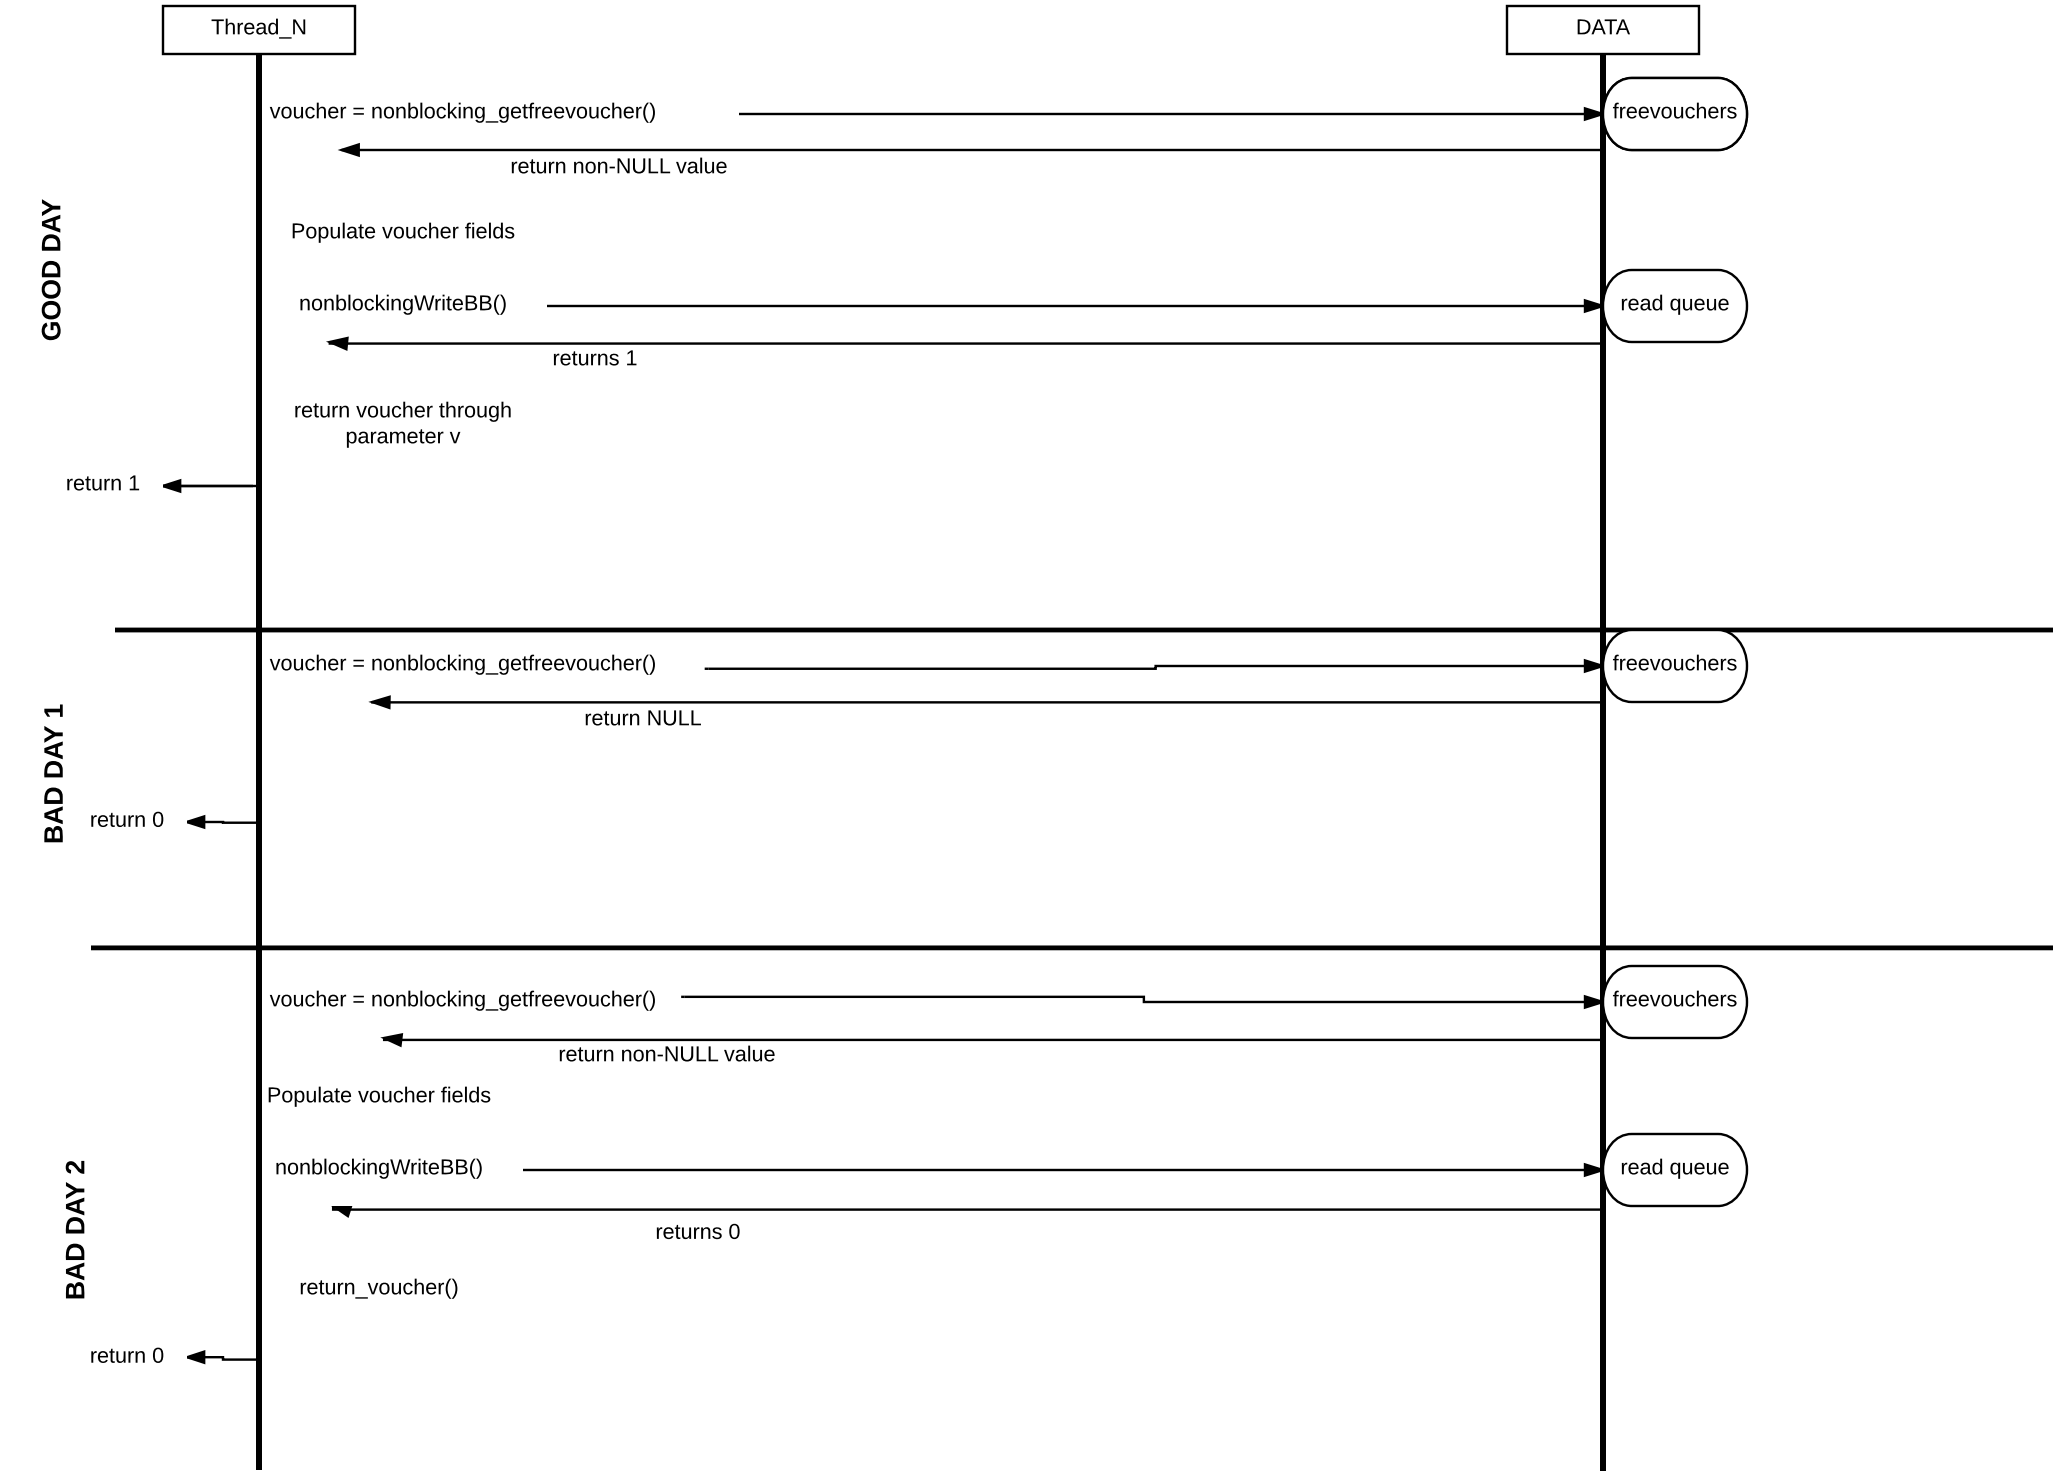 Thread_N
DATA
voucher = nonblocking_getfreevoucher()
freevouchers
return non-NULL value
GOOD DAY
Populate voucher fields
nonblockingWriteBB()
read queue
returns 1
return voucher through
parameter v
return 1
voucher = nonblocking_getfreevoucher()
freevouchers
return NULL
BAD DAY 1
return 0
voucher = nonblocking_getfreevoucher()
freevouchers
return non-NULL value
Populate voucher fields
nonblockingWriteBB()
read queue
BAD DAY 2
returns 0
return_voucher()
return 0